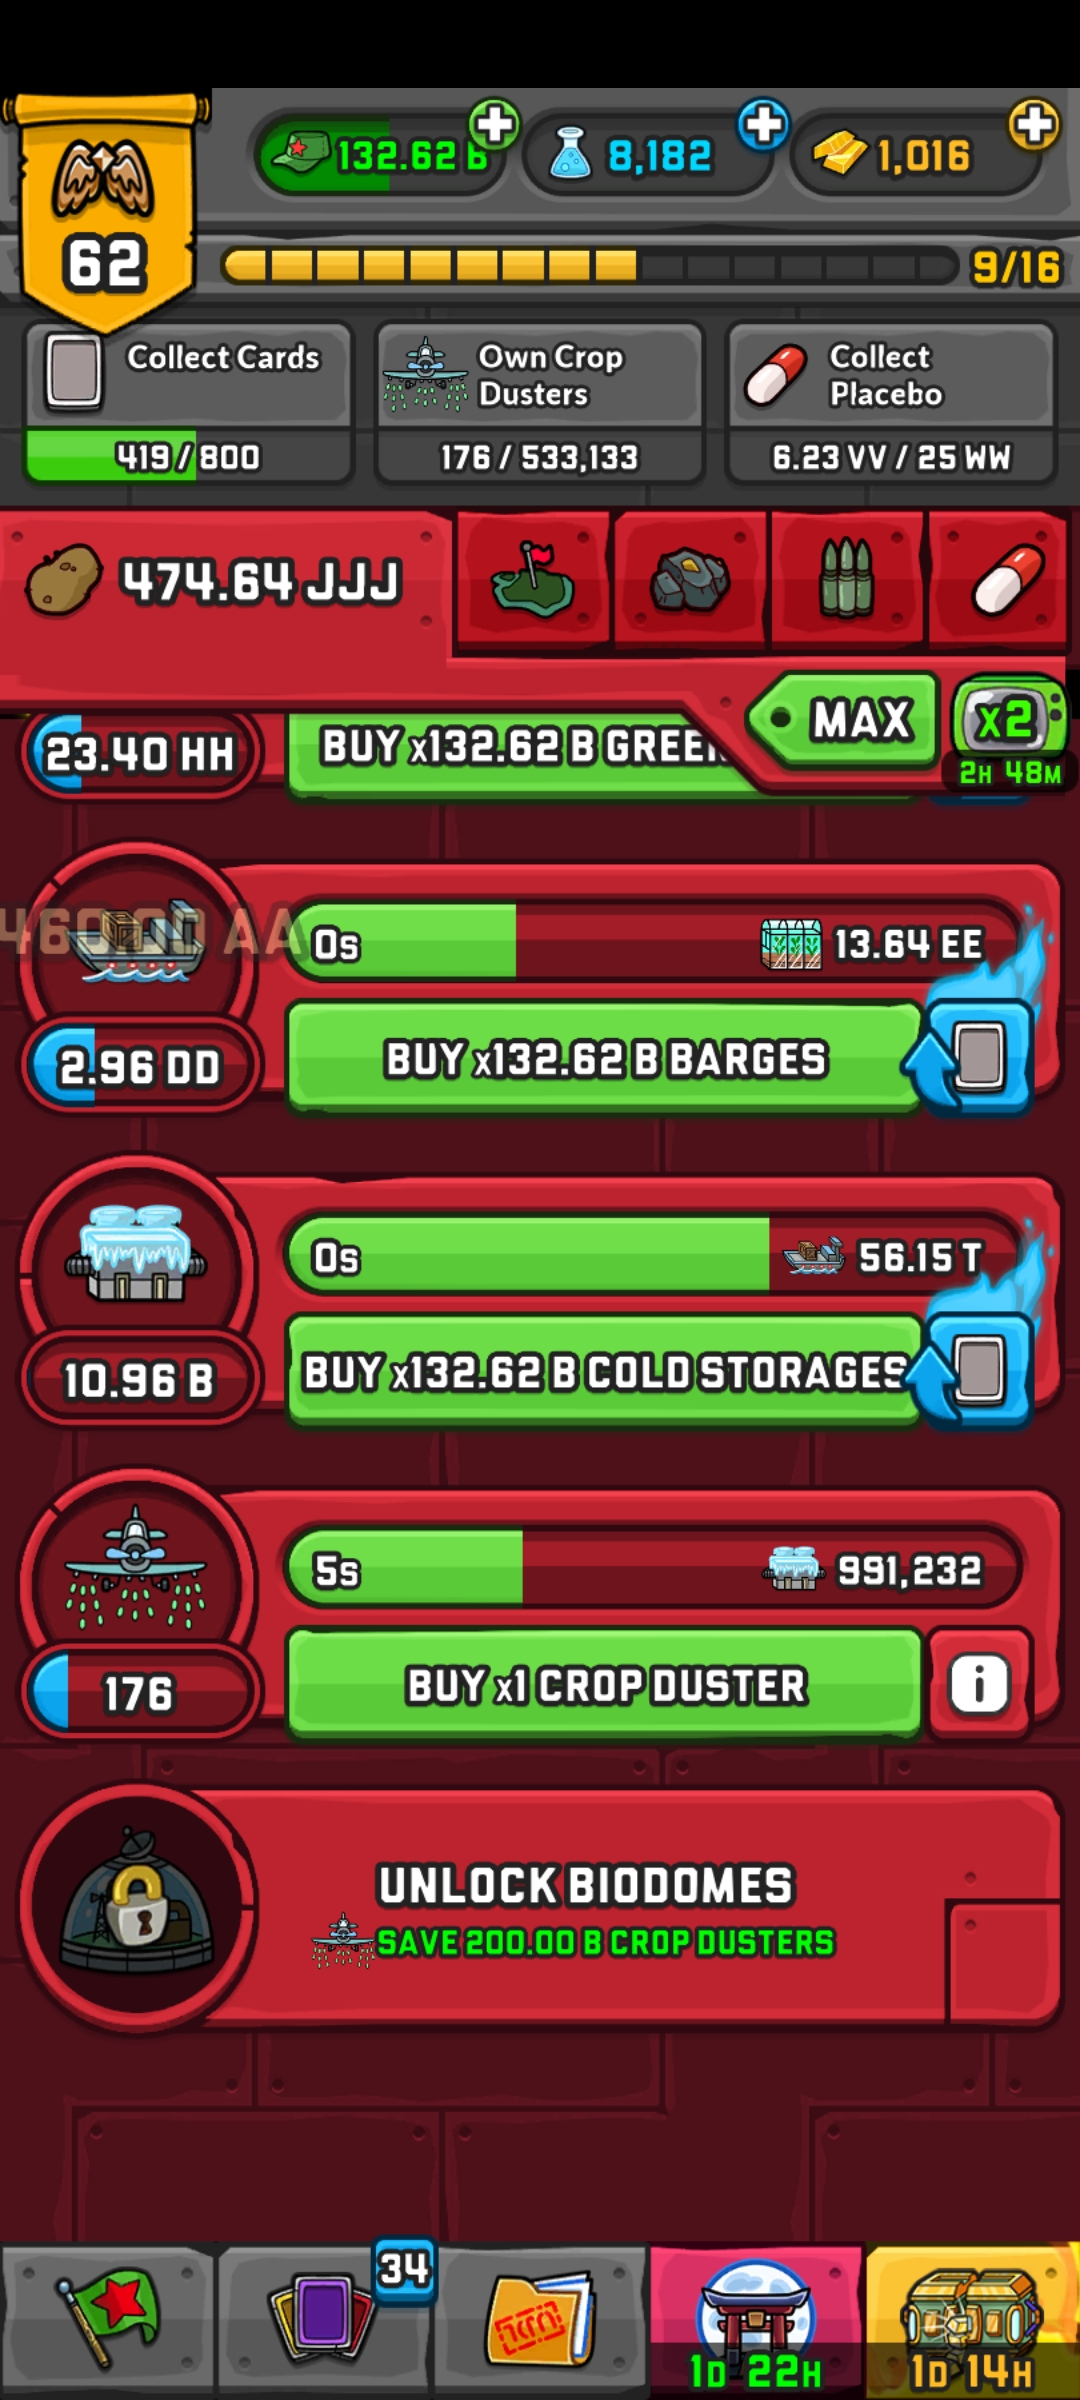 132.62 B
8,182
1,016
62
9/16
Collect Cards
419 / 800
Own Crop
Dusters
176 / 533,133
Collect
Placebo
6.23 VV / 25 WW
474.64 JJJ
MAX
x2
2H 48M
23.40 HH
BUY x132.62 B GREE
460.00 AA
0s
13.64 EE
2.96 DD
BUY x132.62 B BARGES
0s
56.15 T
10.96 B
BUY x132.62 B COLD STORAGES
5s
991,232
176
BUY x1 CROP DUSTER
i
UNLOCK BIODOMES
SAVE 200.00 B CROP DUSTERS
34
1D 22H
1D 14H